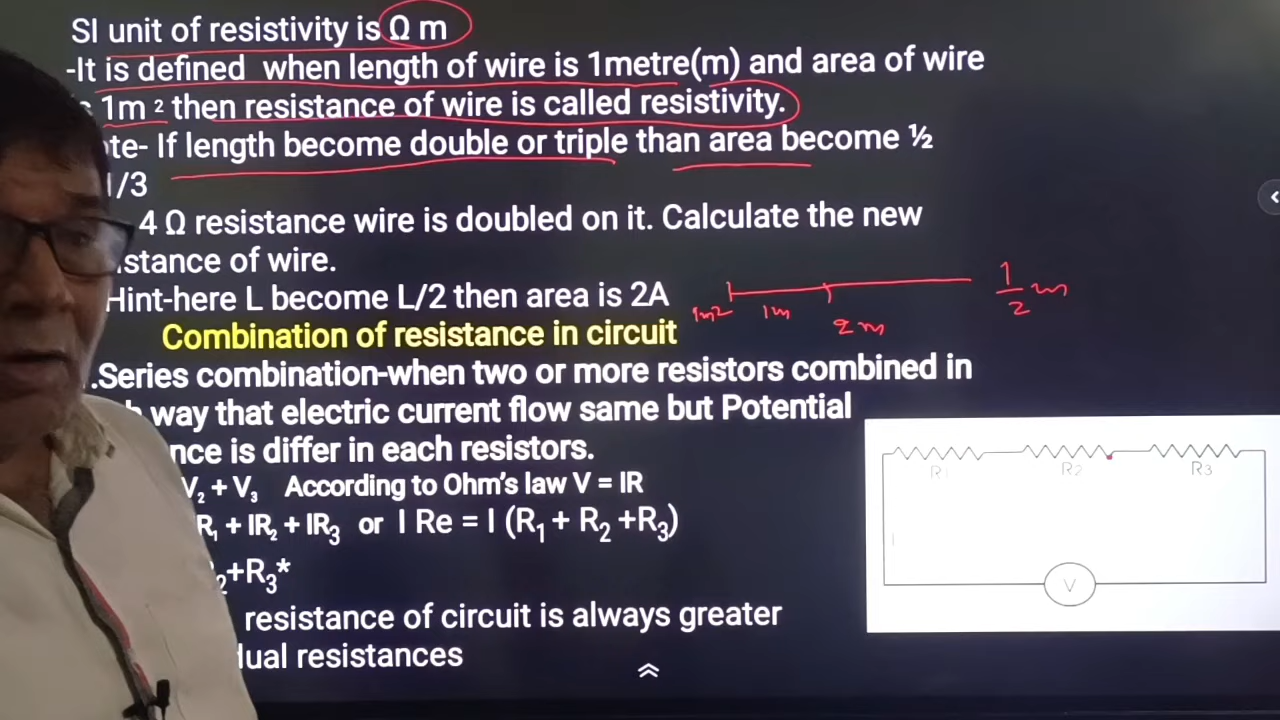 SI unit of resistivity is Ω m
-It is defined when length of wire is 1metre(m) and area of wire
1m ² then resistance of wire is called resistivity.
te- If length become double or triple than area become ½
1/3
4 Ω resistance wire is doubled on it. Calculate the new
stance of wire.
Hint-here L become L/2 then area is 2A
1m2 1m 2m 1/2 m
Combination of resistance in circuit
.Series combination-when two or more resistors combined in
h way that electric current flow same but Potential
nce is differ in each resistors.
V₂ + V₃ According to Ohm's law V = IR
R₁ + IR₂ + IR₃ or I Re = I (R₁ + R₂ +R₃)
₂+R₃*
resistance of circuit is always greater
dual resistances
R1 R2 R3
I
V